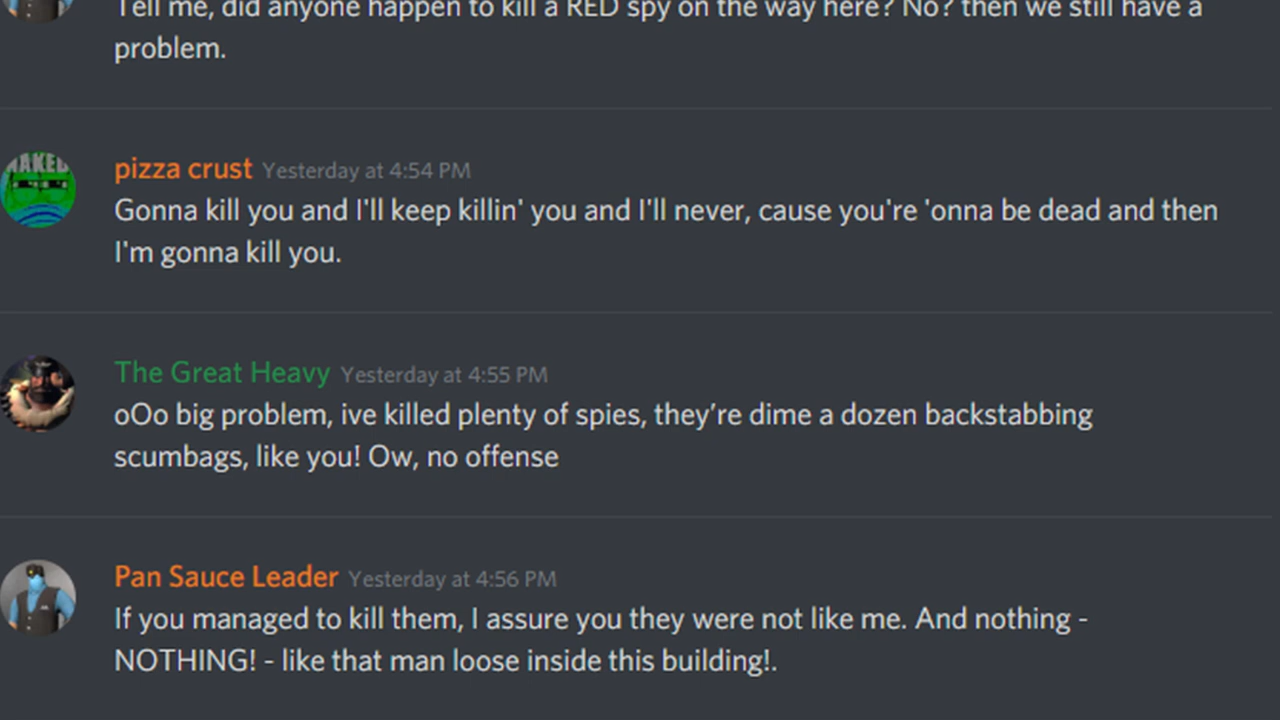 Tell me, did anyone happen to kill a RED spy on the way here? No? then we still have a
problem.
NAKED
pizza crust Yesterday at 4:54 PM
Gonna kill you and I'll keep killin' you and I'll never, cause you're 'onna be dead and then
I'm gonna kill you.
The Great Heavy Yesterday at 4:55 PM
oOo big problem, ive killed plenty of spies, they’re dime a dozen backstabbing
scumbags, like you! Ow, no offense
Pan Sauce Leader Yesterday at 4:56 PM
If you managed to kill them, I assure you they were not like me. And nothing -
NOTHING! - like that man loose inside this building!.